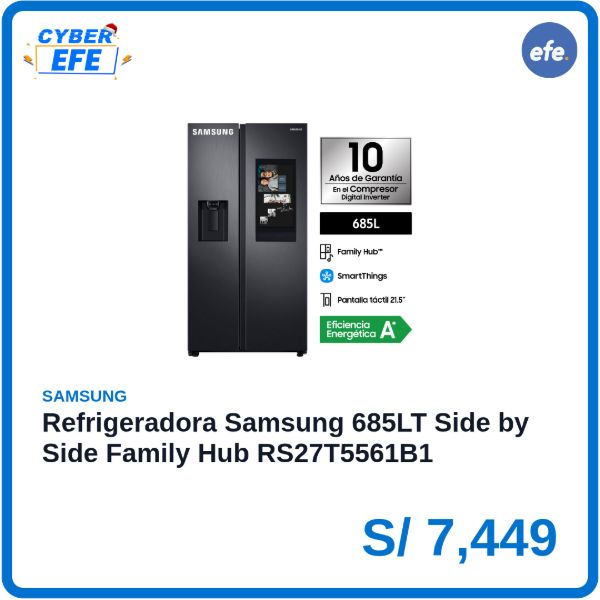 CYBER
EFE
efe.
SAMSUNG
10
Años de Garantía
En el Compresor
Digital Inverter
685L
Family Hub™
SmartThings
Pantalla táctil 21.5"
Eficiencia
Energética A*
SAMSUNG
Refrigeradora Samsung 685LT Side by
Side Family Hub RS27T5561B1
S/ 7,449